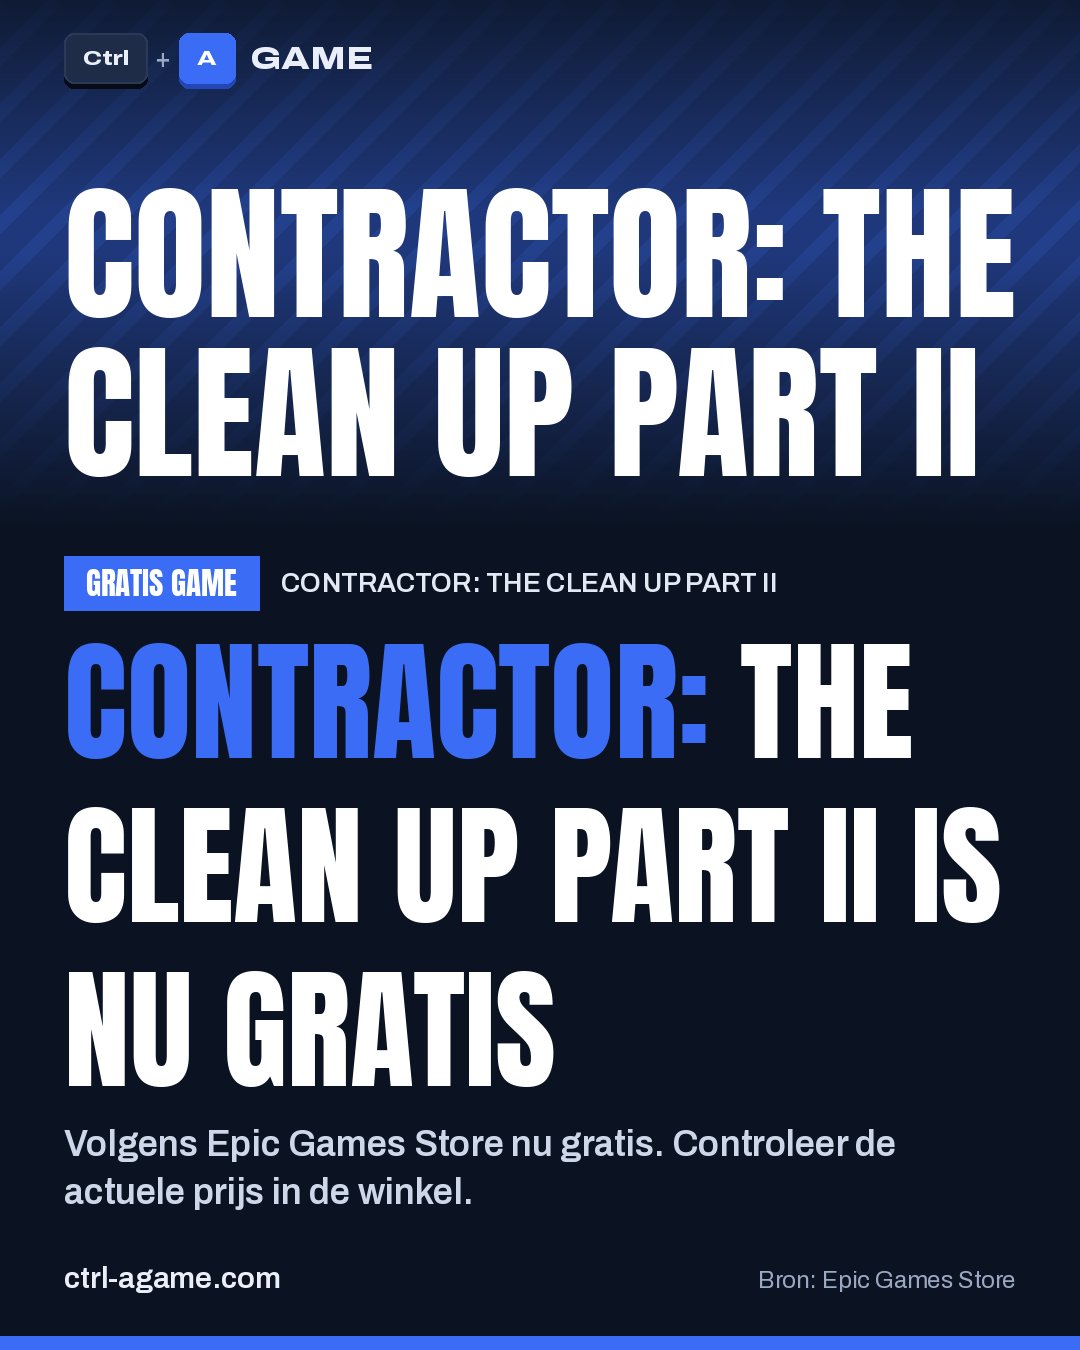 Ctrl + A GAME
CONTRACTOR: THE
CLEAN UP PART II
GRATIS GAME CONTRACTOR: THE CLEAN UP PART II
CONTRACTOR: THE
CLEAN UP PART II IS
NU GRATIS
Volgens Epic Games Store nu gratis. Controleer de
actuele prijs in de winkel.
ctrl-agame.com
Bron: Epic Games Store